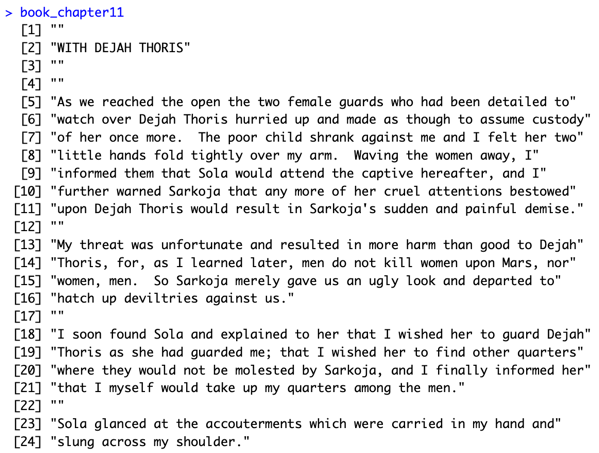 > book_chapter11
[1] ""
[2] "WITH DEJAH THORIS"
[3] ""
[4] ""
[5] "As we reached the open the two female guards who had been detailed to"
[6] "watch over Dejah Thoris hurried up and made as though to assume custody"
[7] "of her once more.  The poor child shrank against me and I felt her two"
[8] "little hands fold tightly over my arm.  Waving the women away, I"
[9] "informed them that Sola would attend the captive hereafter, and I"
[10] "further warned Sarkoja that any more of her cruel attentions bestowed"
[11] "upon Dejah Thoris would result in Sarkoja's sudden and painful demise."
[12] ""
[13] "My threat was unfortunate and resulted in more harm than good to Dejah"
[14] "Thoris, for, as I learned later, men do not kill women upon Mars, nor"
[15] "women, men.  So Sarkoja merely gave us an ugly look and departed to"
[16] "hatch up deviltries against us."
[17] ""
[18] "I soon found Sola and explained to her that I wished her to guard Dejah"
[19] "Thoris as she had guarded me; that I wished her to find other quarters"
[20] "where they would not be molested by Sarkoja, and I finally informed her"
[21] "that I myself would take up my quarters among the men."
[22] ""
[23] "Sola glanced at the accouterments which were carried in my hand and"
[24] "slung across my shoulder."